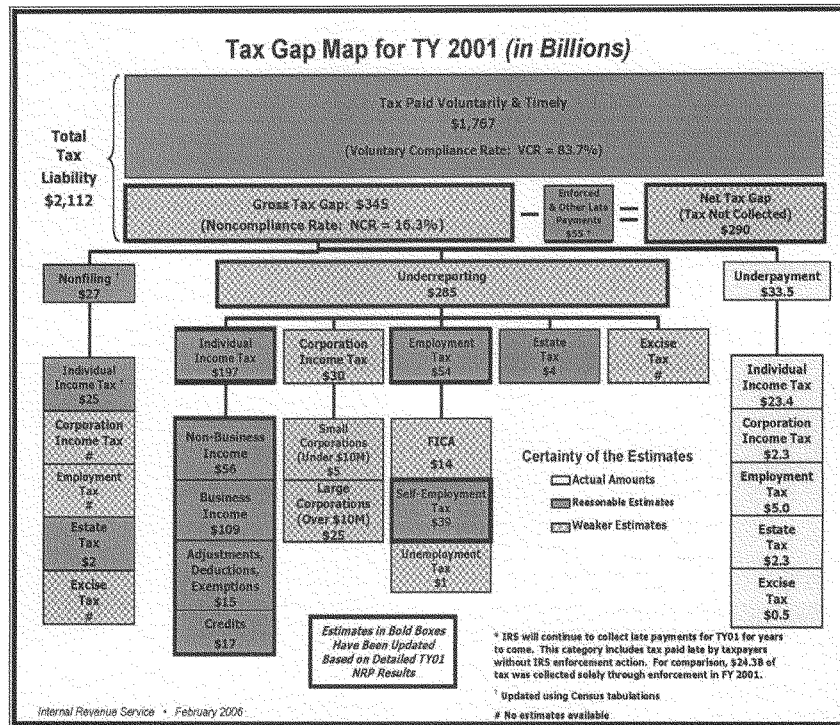 Tax Gap Map for TY 2001 (in Billions)
Total
Tax
Liability
$2,112
Tax Paid Voluntarily & Timely
$1,767
(Voluntary Compliance Rate: VCR = 83.7%)
Gross Tax Gap: $345
(Noncompliance Rate: NCR = 16.3%)
Enforced
& Other Late
Payments
$55
Net Tax Gap
(Tax Not Collected)
$290
Nonfiling †
$27
Underreporting
$285
Underpayment
$33.5
Individual
Income Tax †
$25
Corporation
Income Tax
#
Employment
Tax
#
Estate
Tax
$2
Excise
Tax
#
Individual
Income Tax
$197
Corporation
Income Tax
$30
Employment
Tax
$54
Estate
Tax
$4
Excise
Tax
#
Non-Business
Income
$56
Business
Income
$109
Adjustments,
Deductions,
Exemptions
$15
Credits
$17
Small
Corporations
(Under $10M)
$5
Large
Corporations
(Over $10M)
$25
FICA
$14
Self-Employment
Tax
$39
Unemployment
Tax
$1
Certainty of the Estimates
Actual Amounts
Reasonable Estimates
Weaker Estimates
Individual
Income Tax
$23.4
Corporation
Income Tax
$2.3
Employment
Tax
$5.0
Estate
Tax
$2.3
Excise
Tax
$0.5
Estimates in Bold Boxes
Have Been Updated
Based on Detailed TY01
NRP Results
* IRS will continue to collect late payments for TY01 for years
to come. This category includes tax paid late by taxpayers
without IRS enforcement action. For comparison, $24.3B of
tax was collected solely through enforcement in FY 2001.
† Updated using Census tabulations
# No estimates available
Internal Revenue Service • February 2006